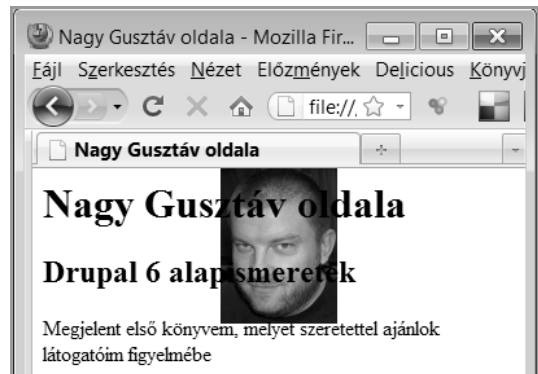 Nagy Gusztáv oldala - Mozilla Fir...
Fájl Szerkesztés Nézet Előzmények Delicious Könyvj
file://
Nagy Gusztáv oldala
Nagy Gusztáv oldala
Drupal 6 alapismeretek
Megjelent első könyvem, melyet szeretettel ajánlok
látogatóim figyelmébe